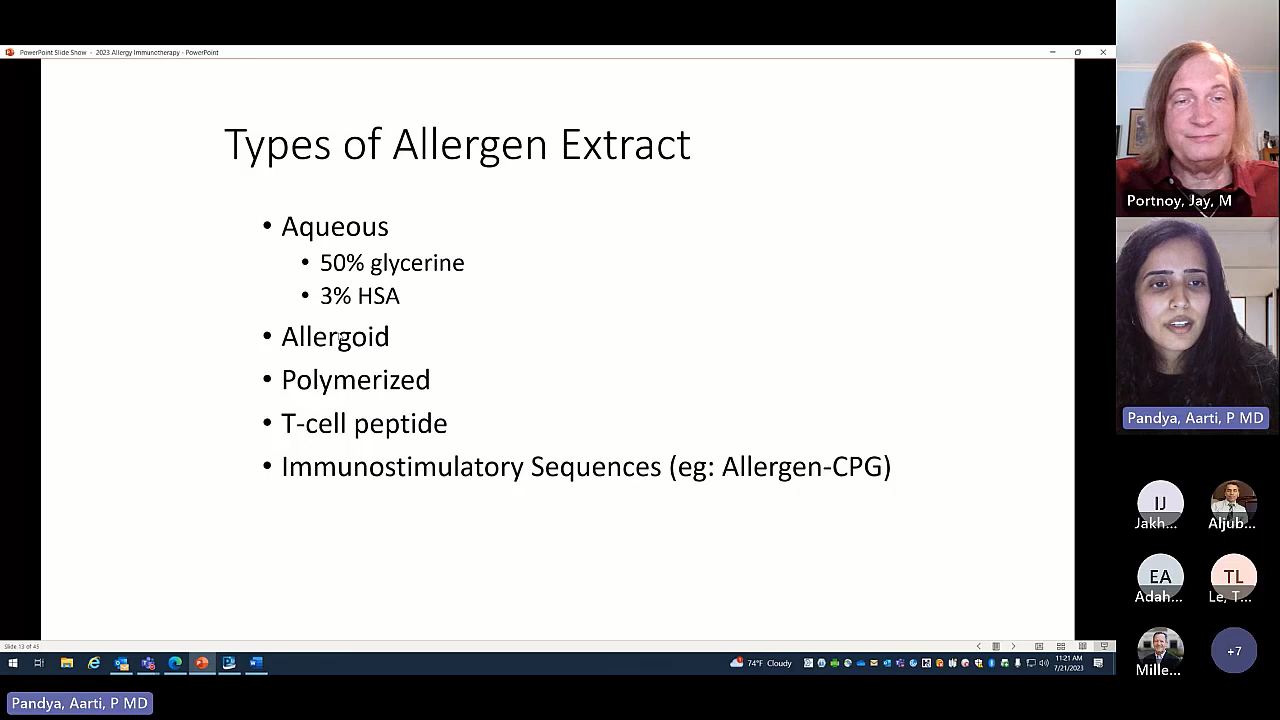 PowerPoint Slide Show - 2023 Allergy Immunotherapy - PowerPoint
Types of Allergen Extract
• Aqueous
• 50% glycerine
• 3% HSA
• Allergoid
• Polymerized
• T-cell peptide
• Immunostimulatory Sequences (eg: Allergen-CPG)
Slide 13 of 45
74°F Cloudy
11:21 AM
7/21/2023
Portnoy, Jay, M
Pandya, Aarti, P MD
IJ
Jakh...
Aljub...
EA
Adah...
TL
Le, T...
Mille...
+7
Pandya, Aarti, P MD